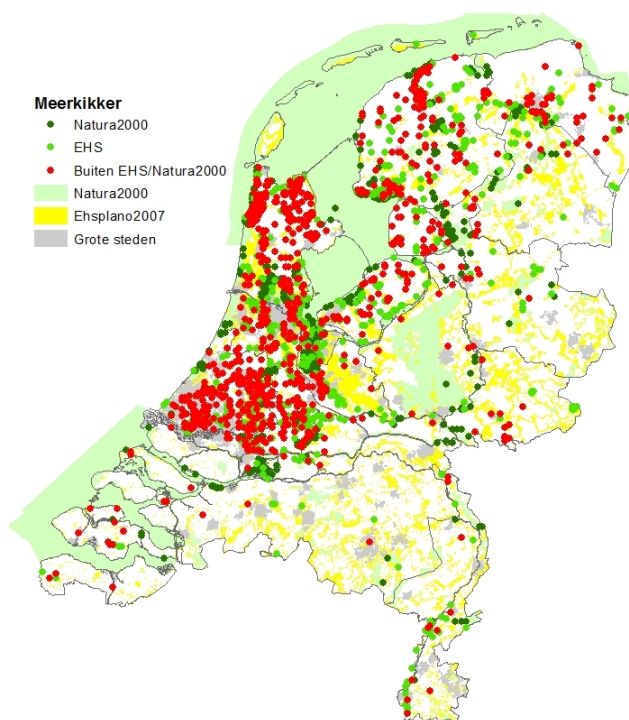 Meerkikker
Natura2000
EHS
Buiten EHS/Natura2000
Natura2000
Ehsplano2007
Grote steden